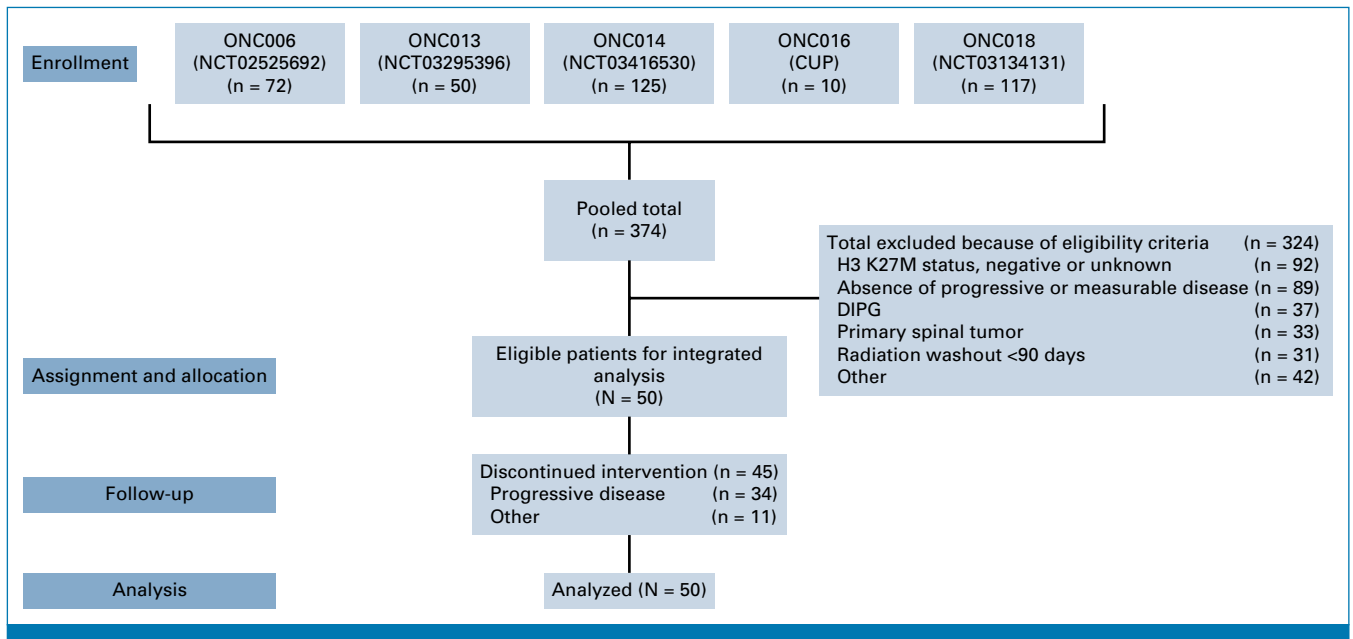 Enrollment
ONC006
(NCT02525692)
(n = 72)
ONC013
(NCT03295396)
(n = 50)
ONC014
(NCT03416530)
(n = 125)
ONC016
(CUP)
(n = 10)
ONC018
(NCT03134131)
(n = 117)
Pooled total
(n = 374)
Total excluded because of eligibility criteria (n = 324)
H3 K27M status, negative or unknown (n = 92)
Absence of progressive or measurable disease (n = 89)
DIPG (n = 37)
Primary spinal tumor (n = 33)
Radiation washout <90 days (n = 31)
Other (n = 42)
Assignment and allocation
Eligible patients for integrated
analysis
(N = 50)
Follow-up
Discontinued intervention (n = 45)
Progressive disease (n = 34)
Other (n = 11)
Analysis
Analyzed (N = 50)